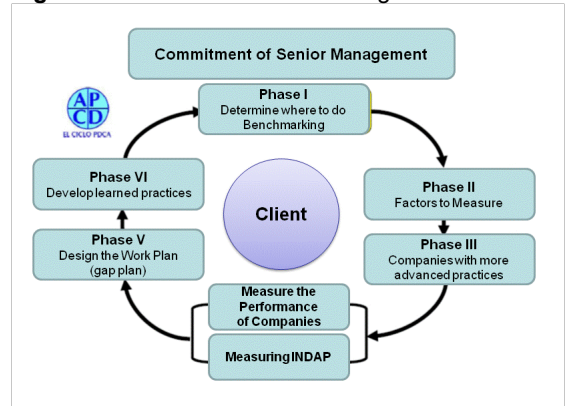 Commitment of Senior Management
Phase I
Determine where to do
Benchmarking
A P
C D
EL CICLO PDCA
Phase VI
Develop learned practices
Phase II
Factors to Measure
Client
Phase V
Design the Work Plan
(gap plan)
Phase III
Companies with more
advanced practices
Measure the
Performance
of Companies
Measuring INDAP